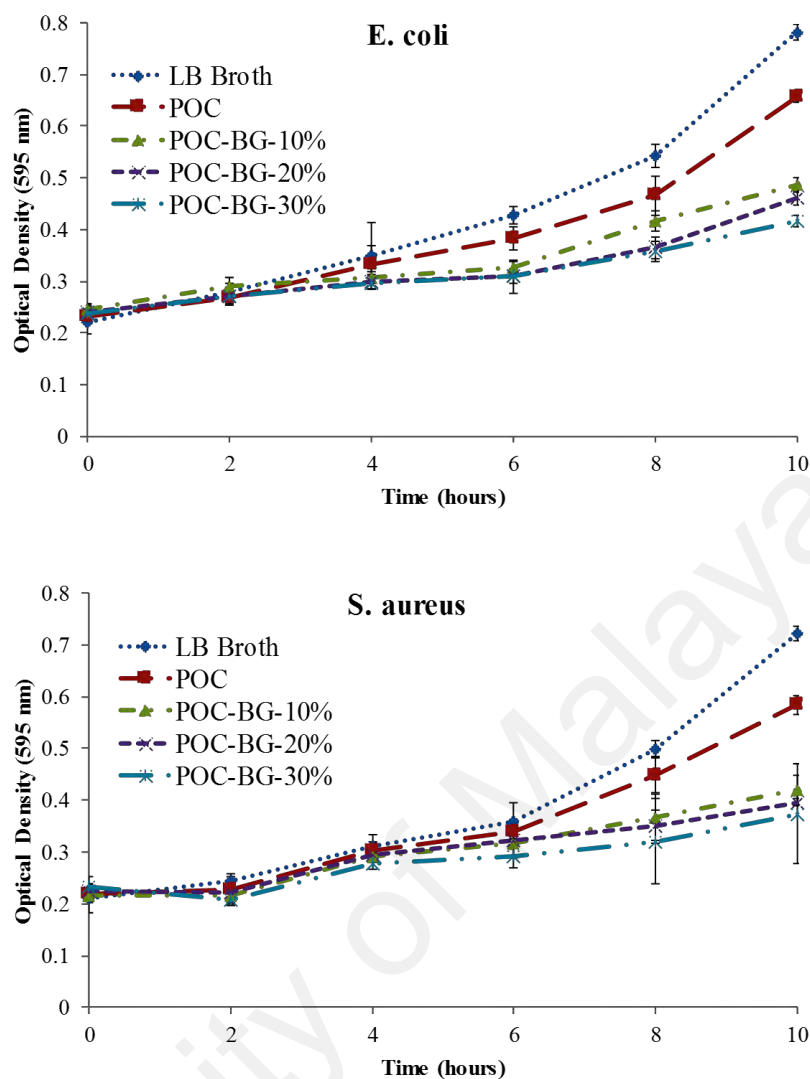 E. coli
LB Broth
POC
POC-BG-10%
POC-BG-20%
POC-BG-30%
Optical Density (595 nm)
0.8
0.7
0.6
0.5
0.4
0.3
0.2
0.1
0
0 2 4 6 8 10
Time (hours)
S. aureus
LB Broth
POC
POC-BG-10%
POC-BG-20%
POC-BG-30%
Optical Density (595 nm)
0.8
0.7
0.6
0.5
0.4
0.3
0.2
0.1
0
0 2 4 6 8 10
Time (hours)
ity of Malaya